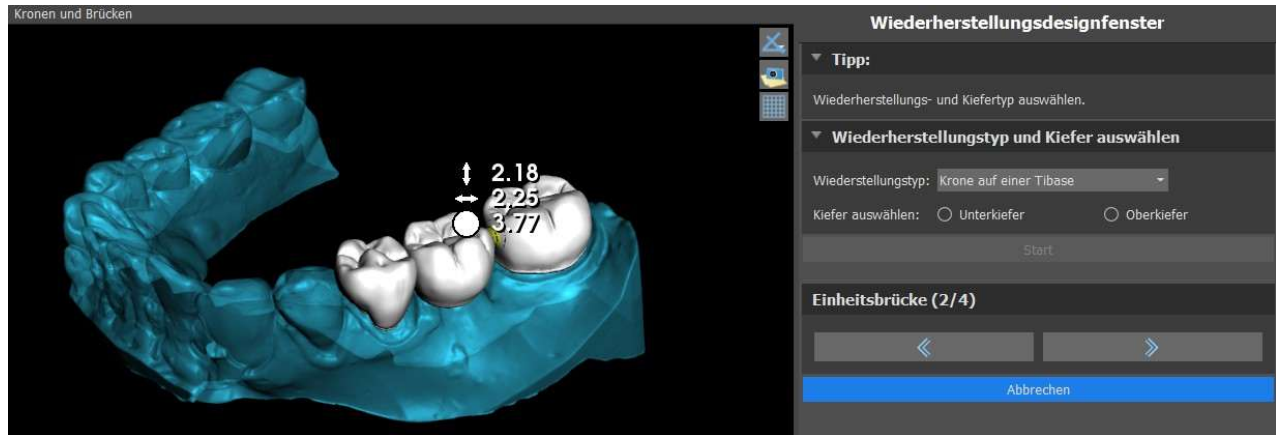 Kronen und Brücken
2.18
2.25
3.77
Wiederherstellungsdesignfenster
Tipp:
Wiederherstellungs- und Kiefertyp auswählen.
Wiederherstellungstyp und Kiefer auswählen
Wiederstellungstyp: Krone auf einer Tibase
Kiefer auswählen: Unterkiefer Oberkiefer
Start
Einheitsbrücke (2/4)
Abbrechen